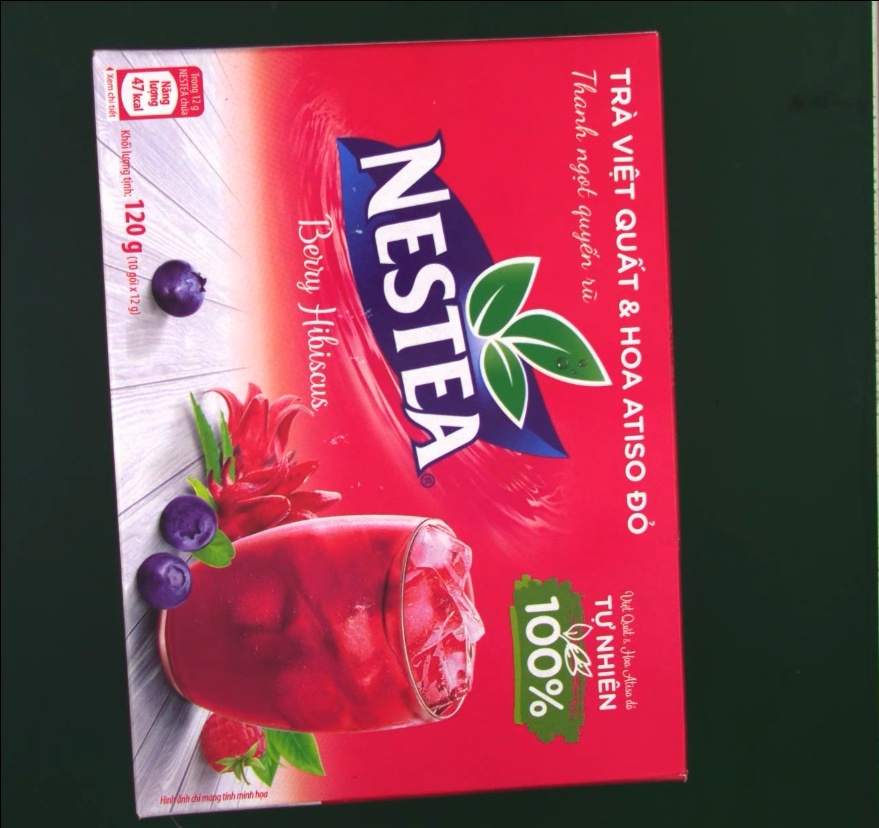 TRÀ VIỆT QUẤT & HOA ATISO ĐỎ
Thanh ngọt quyến rũ
NESTEA®
Berry Hibiscus
Việt Quất & Hoa Atiso đỏ
TỰ NHIÊN
100%
Trong 12 g
NESTEA chứa
Năng
lượng
47 kcal
Xem chi tiết
Khối lượng tịnh: 120 g (10 gói x 12 g)
Hình ảnh chỉ mang tính minh họa